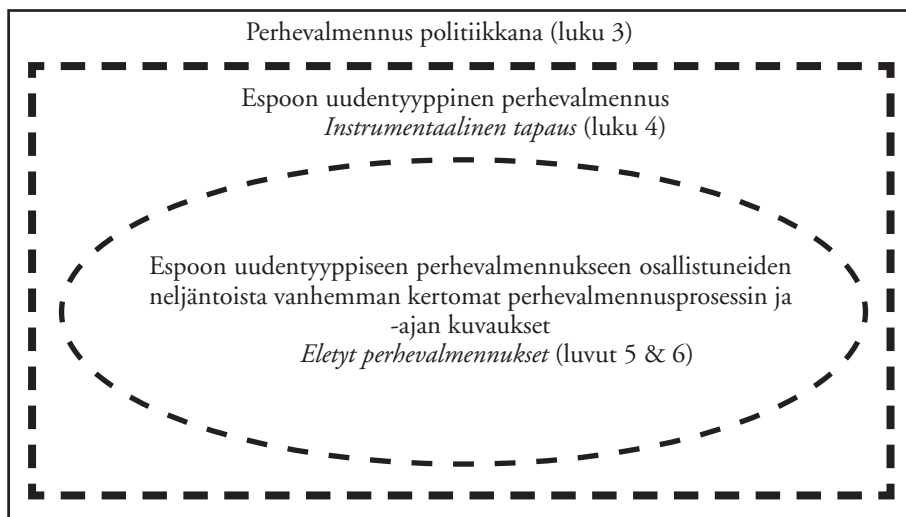 Perhevalmennus politiikkana (luku 3)
Espoon uudentyyppinen perhevalmennus
Instrumentaalinen tapaus (luku 4)
Espoon uudentyyppiseen perhevalmennukseen osallistuneiden
neljäntoista vanhemman kertomat perhevalmennusprosessin ja
-ajan kuvaukset
Eletyt perhevalmennukset (luvut 5 & 6)